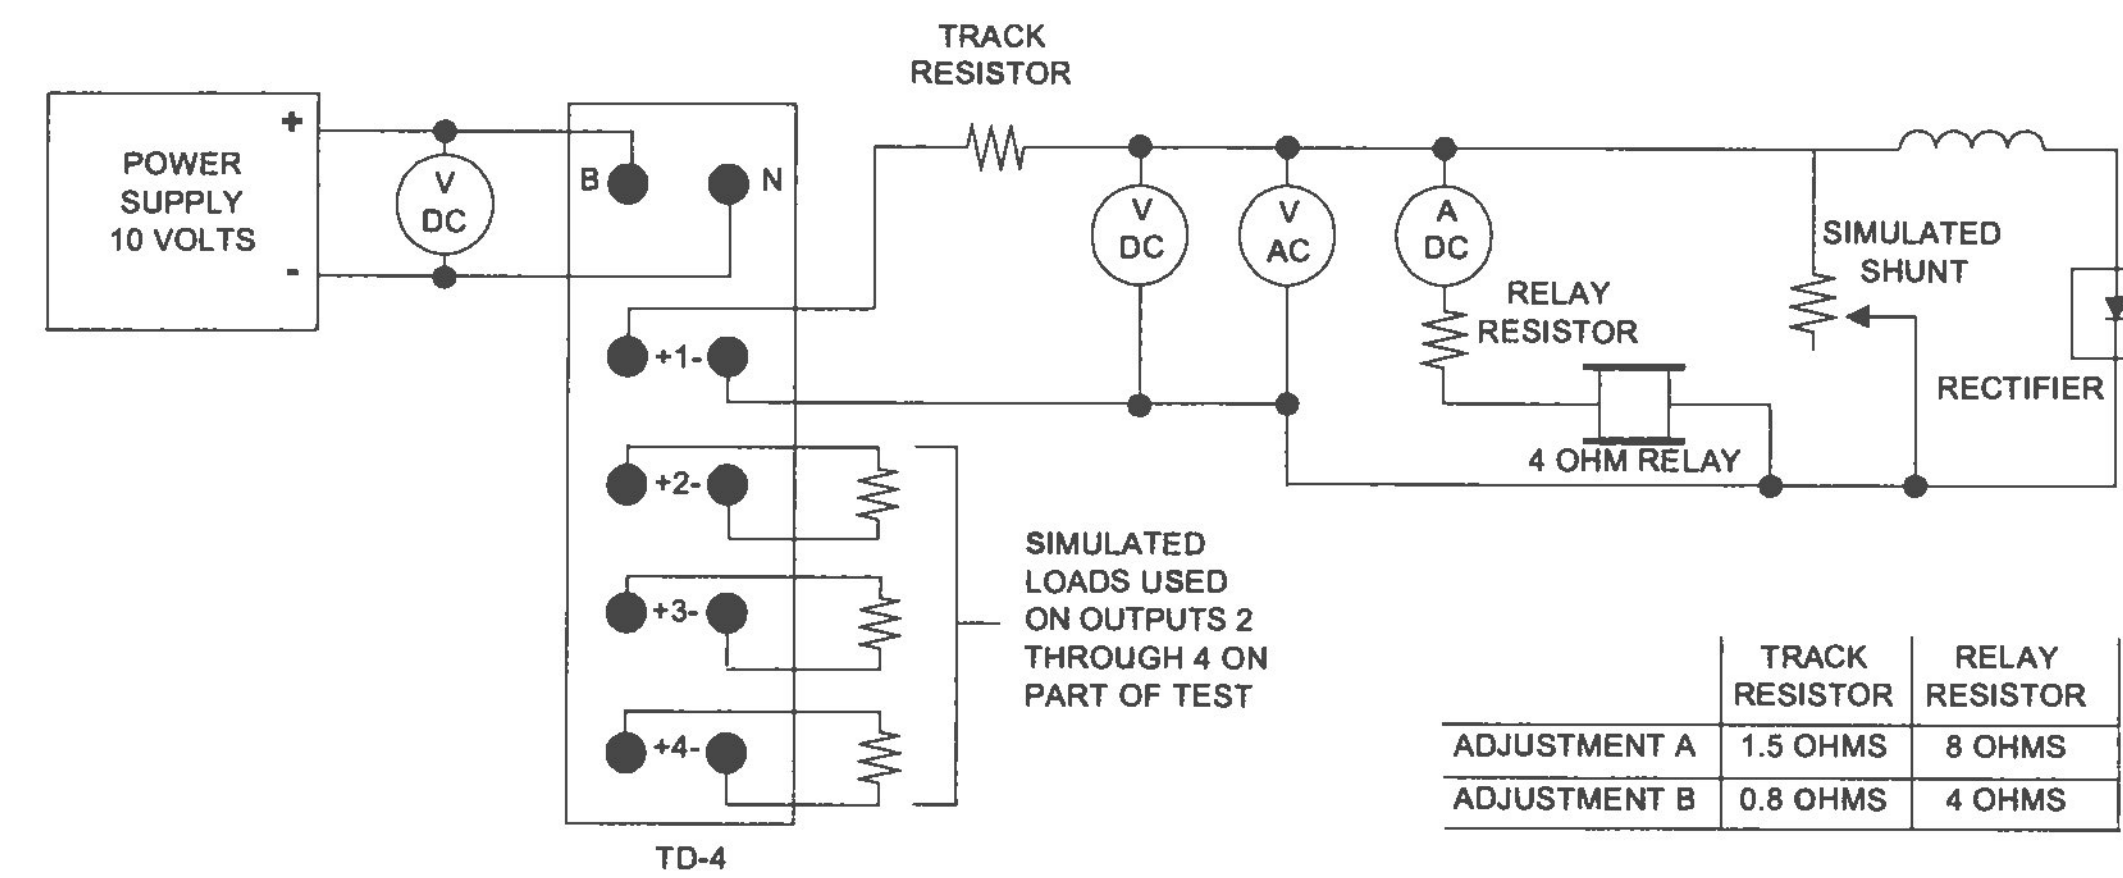 TRACK
RESISTOR
POWER
SUPPLY
10 VOLTS
+
-
V
DC
B
N
V
DC
V
AC
A
DC
RELAY
RESISTOR
SIMULATED
SHUNT
RECTIFIER
4 OHM RELAY
+1-
+2-
+3-
+4-
SIMULATED
LOADS USED
ON OUTPUTS 2
THROUGH 4 ON
PART OF TEST
TD-4
TRACK RELAY
RESISTOR RESISTOR
ADJUSTMENT A 1.5 OHMS 8 OHMS
ADJUSTMENT B 0.8 OHMS 4 OHMS